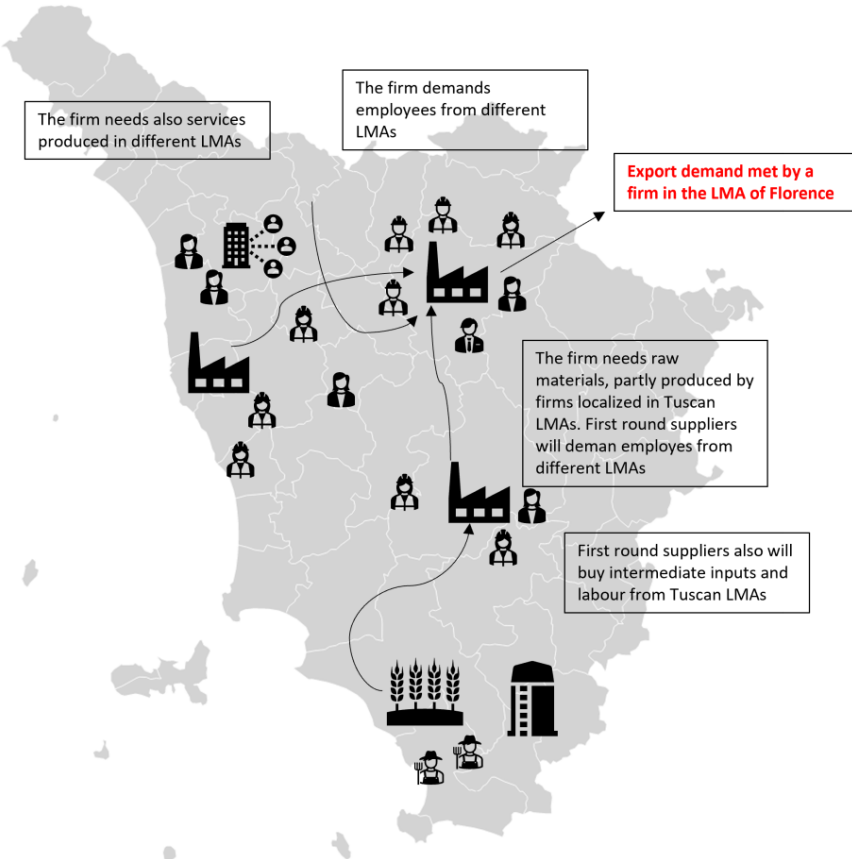 The firm needs also services
produced in different LMAs
The firm demands
employees from different
LMAs
Export demand met by a
firm in the LMA of Florence
The firm needs raw
materials, partly produced by
firms localized in Tuscan
LMAs. First round suppliers
will deman employes from
different LMAs
First round suppliers also will
buy intermediate inputs and
labour from Tuscan LMAs